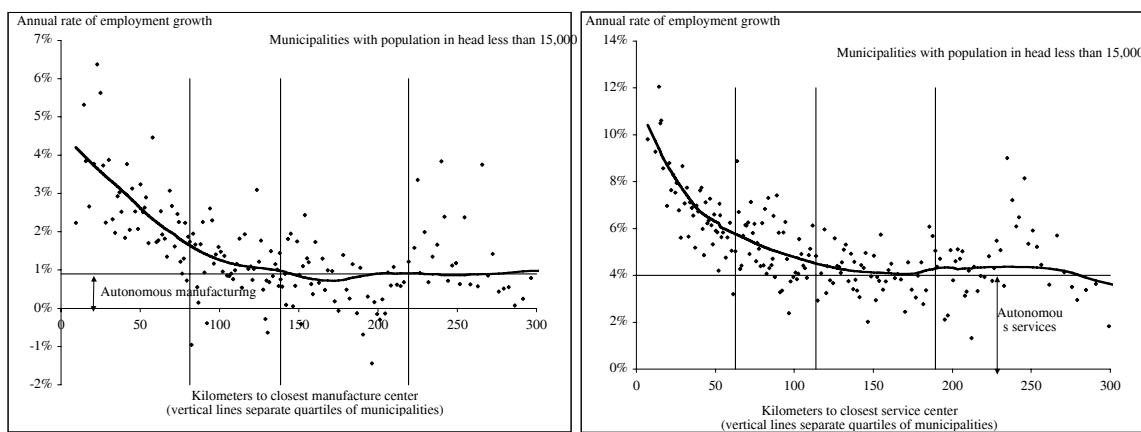 Annual rate of employment growth
7%
Municipalities with population in head less than 15,000
6%
5%
4%
3%
2%
1%
Autonomous manufacturing
0%
0 50 100 150 200 250 300
-1%
-2%
Kilometers to closest manufacture center
(vertical lines separate quartiles of municipalities)
Annual rate of employment growth
14%
Municipalities with population in head less than 15,000
12%
10%
8%
6%
4%
Autonomou
s services
2%
0%
0 50 100 150 200 250 300
Kilometers to closest service center
(vertical lines separate quartiles of municipalities)